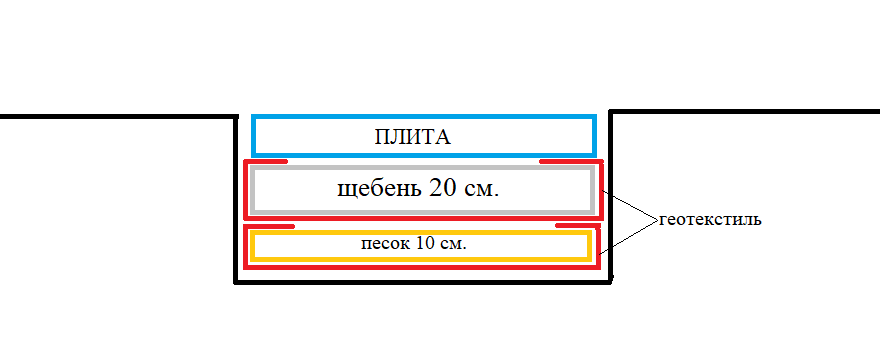 ПЛИТА
щебень 20 см.
геотекстиль
песок 10 см.